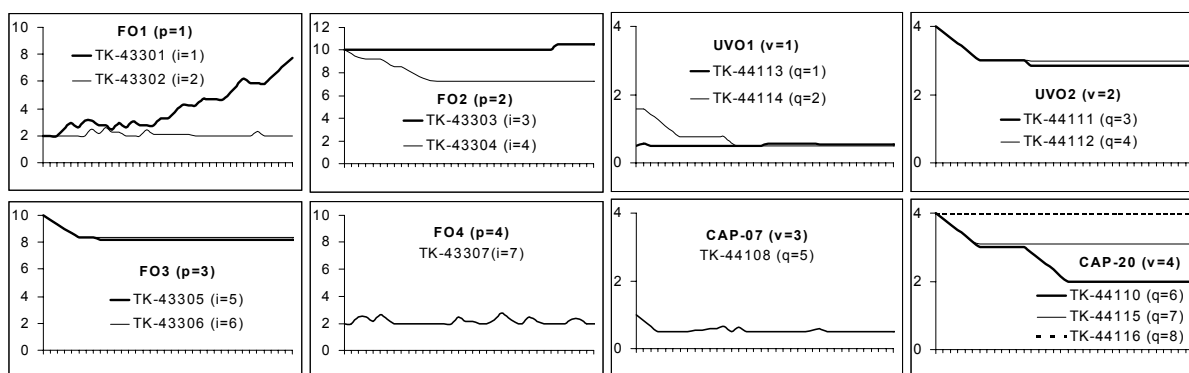 FO1 (p=1)
TK-43301 (i=1)
TK-43302 (i=2)
10
8
6
4
2
0
FO2 (p=2)
TK-43303 (i=3)
TK-43304 (i=4)
12
10
8
6
4
2
0
UVO1 (v=1)
TK-44113 (q=1)
TK-44114 (q=2)
4
2
0
UVO2 (v=2)
TK-44111 (q=3)
TK-44112 (q=4)
4
2
0
FO3 (p=3)
TK-43305 (i=5)
TK-43306 (i=6)
10
8
6
4
2
0
FO4 (p=4)
TK-43307(i=7)
10
8
6
4
2
0
CAP-07 (v=3)
TK-44108 (q=5)
4
2
0
CAP-20 (v=4)
TK-44110 (q=6)
TK-44115 (q=7)
TK-44116 (q=8)
4
2
0